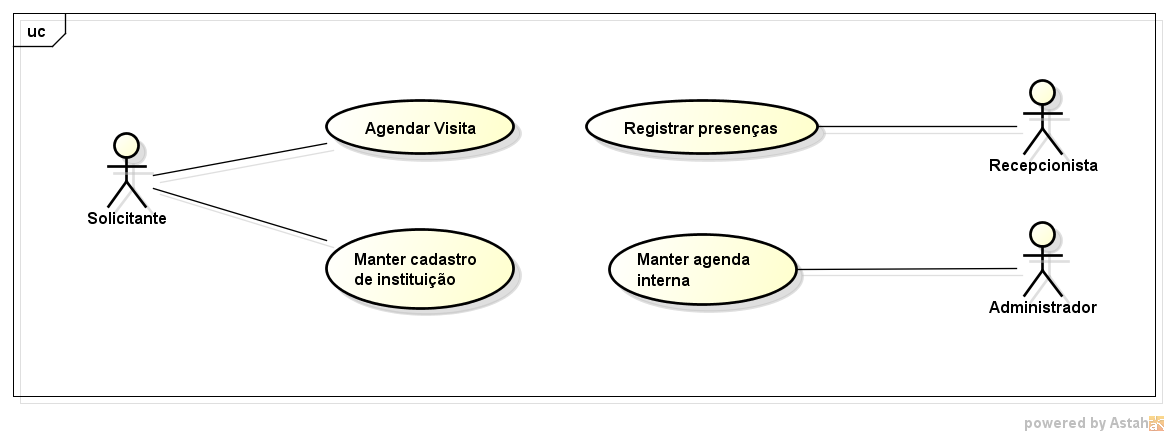 uc
Agendar Visita
Registrar presenças
Recepcionista
Solicitante
Manter cadastro
de instituição
Manter agenda
interna
Administrador
powered by Astah